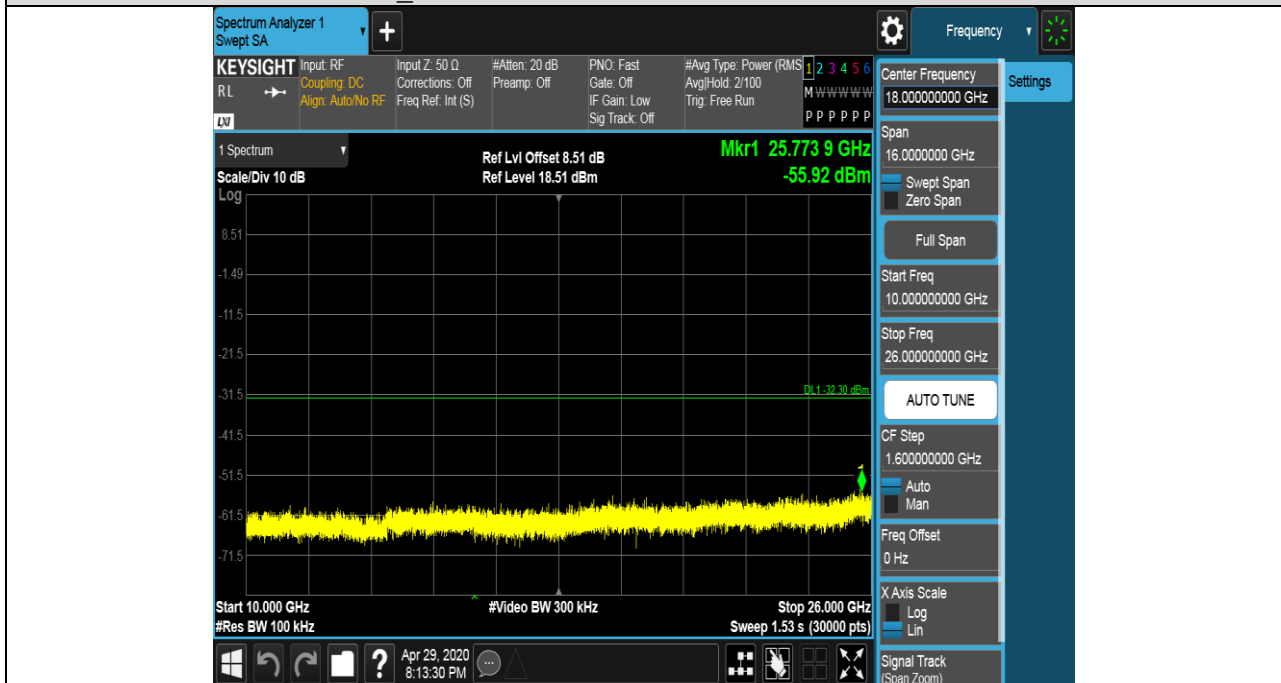 Spectrum Analyzer 1
Swept SA
+
Frequency
KEYSIGHT
RL
LXI
Input: RF
Coupling: DC
Align: Auto/No RF
Input Z: 50 Ω
Corrections: Off
Freq Ref: Int (S)
#Atten: 20 dB
Preamp: Off
PNO: Fast
Gate: Off
IF Gain: Low
Sig Track: Off
#Avg Type: Power (RMS
Avg|Hold: 2/100
Trig: Free Run
1 2 3 4 5 6
M W W W W W
P P P P P P
Center Frequency
18.000000000 GHz
Settings
Span
16.0000000 GHz
Swept Span
Zero Span
Full Span
Start Freq
10.000000000 GHz
Stop Freq
26.000000000 GHz
AUTO TUNE
CF Step
1.600000000 GHz
Auto
Man
Freq Offset
0 Hz
X Axis Scale
Log
Lin
Signal Track
(Span Zoom)
1 Spectrum
Scale/Div 10 dB
Log
Ref Lvl Offset 8.51 dB
Ref Level 18.51 dBm
Mkr1 25.773 9 GHz
-55.92 dBm
8.51
-1.49
-11.5
-21.5
-31.5
DL1 -32.30 dBm
-41.5
-51.5
1
-61.5
-71.5
Start 10.000 GHz
#Video BW 300 kHz
Stop 26.000 GHz
#Res BW 100 kHz
Sweep 1.53 s (30000 pts)
?
Apr 29, 2020
8:13:30 PM